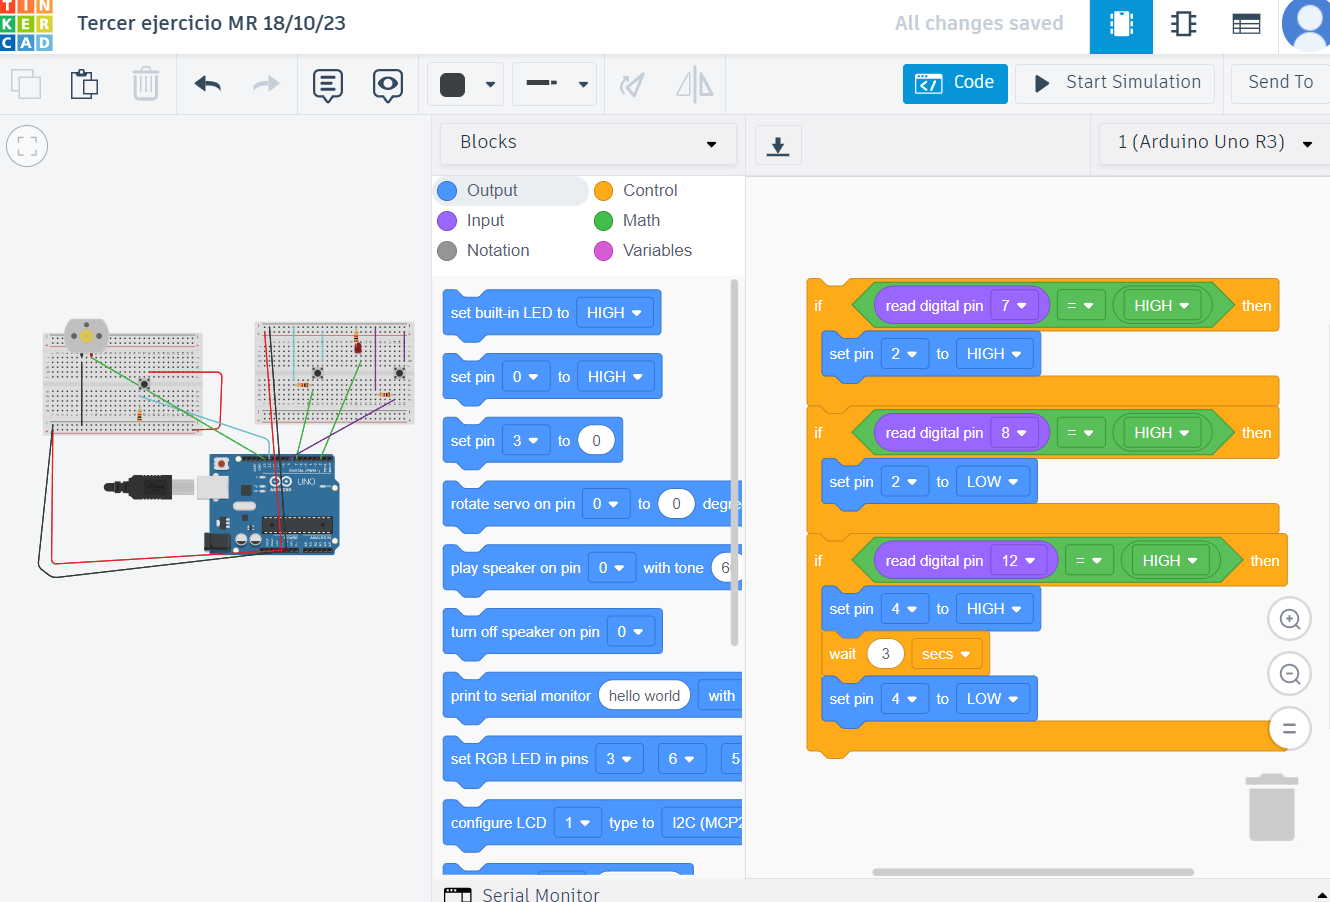 TIN
KER
CAD
Tercer ejercicio MR 18/10/23
All changes saved
Code
Start Simulation
Send To
Blocks
1 (Arduino Uno R3)
Output
Control
Input
Math
Notation
Variables
set built-in LED to HIGH
set pin 0 to HIGH
set pin 3 to 0
rotate servo on pin 0 to 0 degre
play speaker on pin 0 with tone 6
turn off speaker on pin 0
print to serial monitor hello world with
set RGB LED in pins 3 6 5
configure LCD 1 type to I2C (MCP2
if read digital pin 7 = HIGH then
set pin 2 to HIGH
if read digital pin 8 = HIGH then
set pin 2 to LOW
if read digital pin 12 = HIGH then
set pin 4 to HIGH
wait 3 secs
set pin 4 to LOW
UNO
Serial Monitor